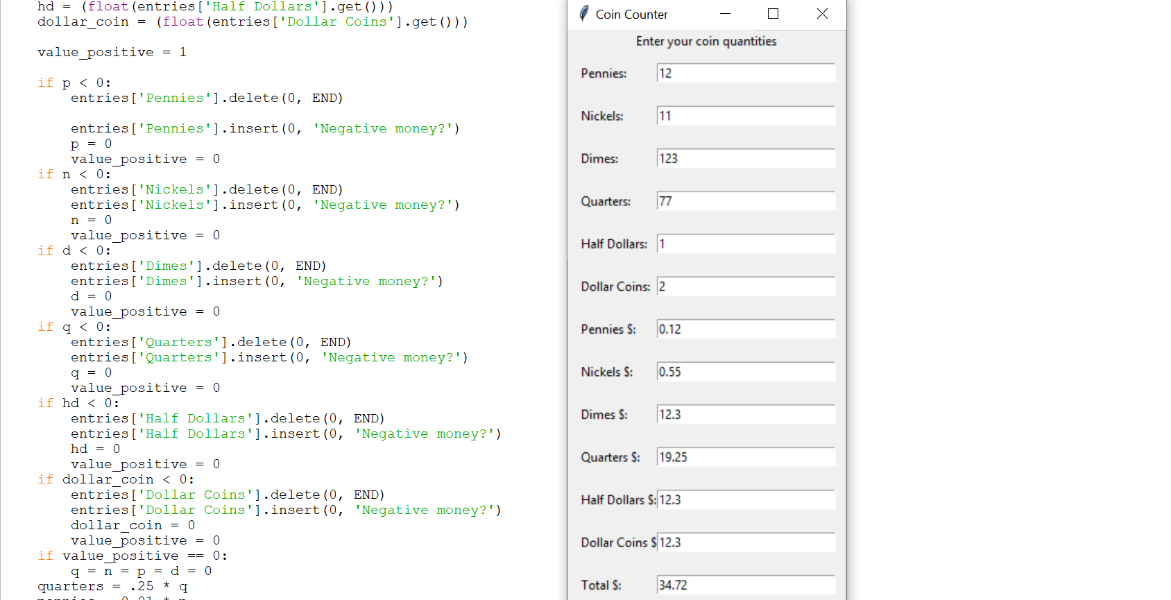 hd = (float(entries['Half Dollars'].get()))
dollar_coin = (float(entries['Dollar Coins'].get()))
value_positive = 1
if p < 0:
entries['Pennies'].delete(0, END)
entries['Pennies'].insert(0, 'Negative money?')
p = 0
value_positive = 0
if n < 0:
entries['Nickels'].delete(0, END)
entries['Nickels'].insert(0, 'Negative money?')
n = 0
value_positive = 0
if d < 0:
entries['Dimes'].delete(0, END)
entries['Dimes'].insert(0, 'Negative money?')
d = 0
value_positive = 0
if q < 0:
entries['Quarters'].delete(0, END)
entries['Quarters'].insert(0, 'Negative money?')
q = 0
value_positive = 0
if hd < 0:
entries['Half Dollars'].delete(0, END)
entries['Half Dollars'].insert(0, 'Negative money?')
hd = 0
value_positive = 0
if dollar_coin < 0:
entries['Dollar Coins'].delete(0, END)
entries['Dollar Coins'].insert(0, 'Negative money?')
dollar_coin = 0
value_positive = 0
if value_positive == 0:
q = n = p = d = 0
quarters = .25 * q
Coin Counter
Enter your coin quantities
Pennies: 12
Nickels: 11
Dimes: 123
Quarters: 77
Half Dollars: 1
Dollar Coins: 2
Pennies $: 0.12
Nickels $: 0.55
Dimes $: 12.3
Quarters $: 19.25
Half Dollars $: 12.3
Dollar Coins $ 12.3
Total $: 34.72